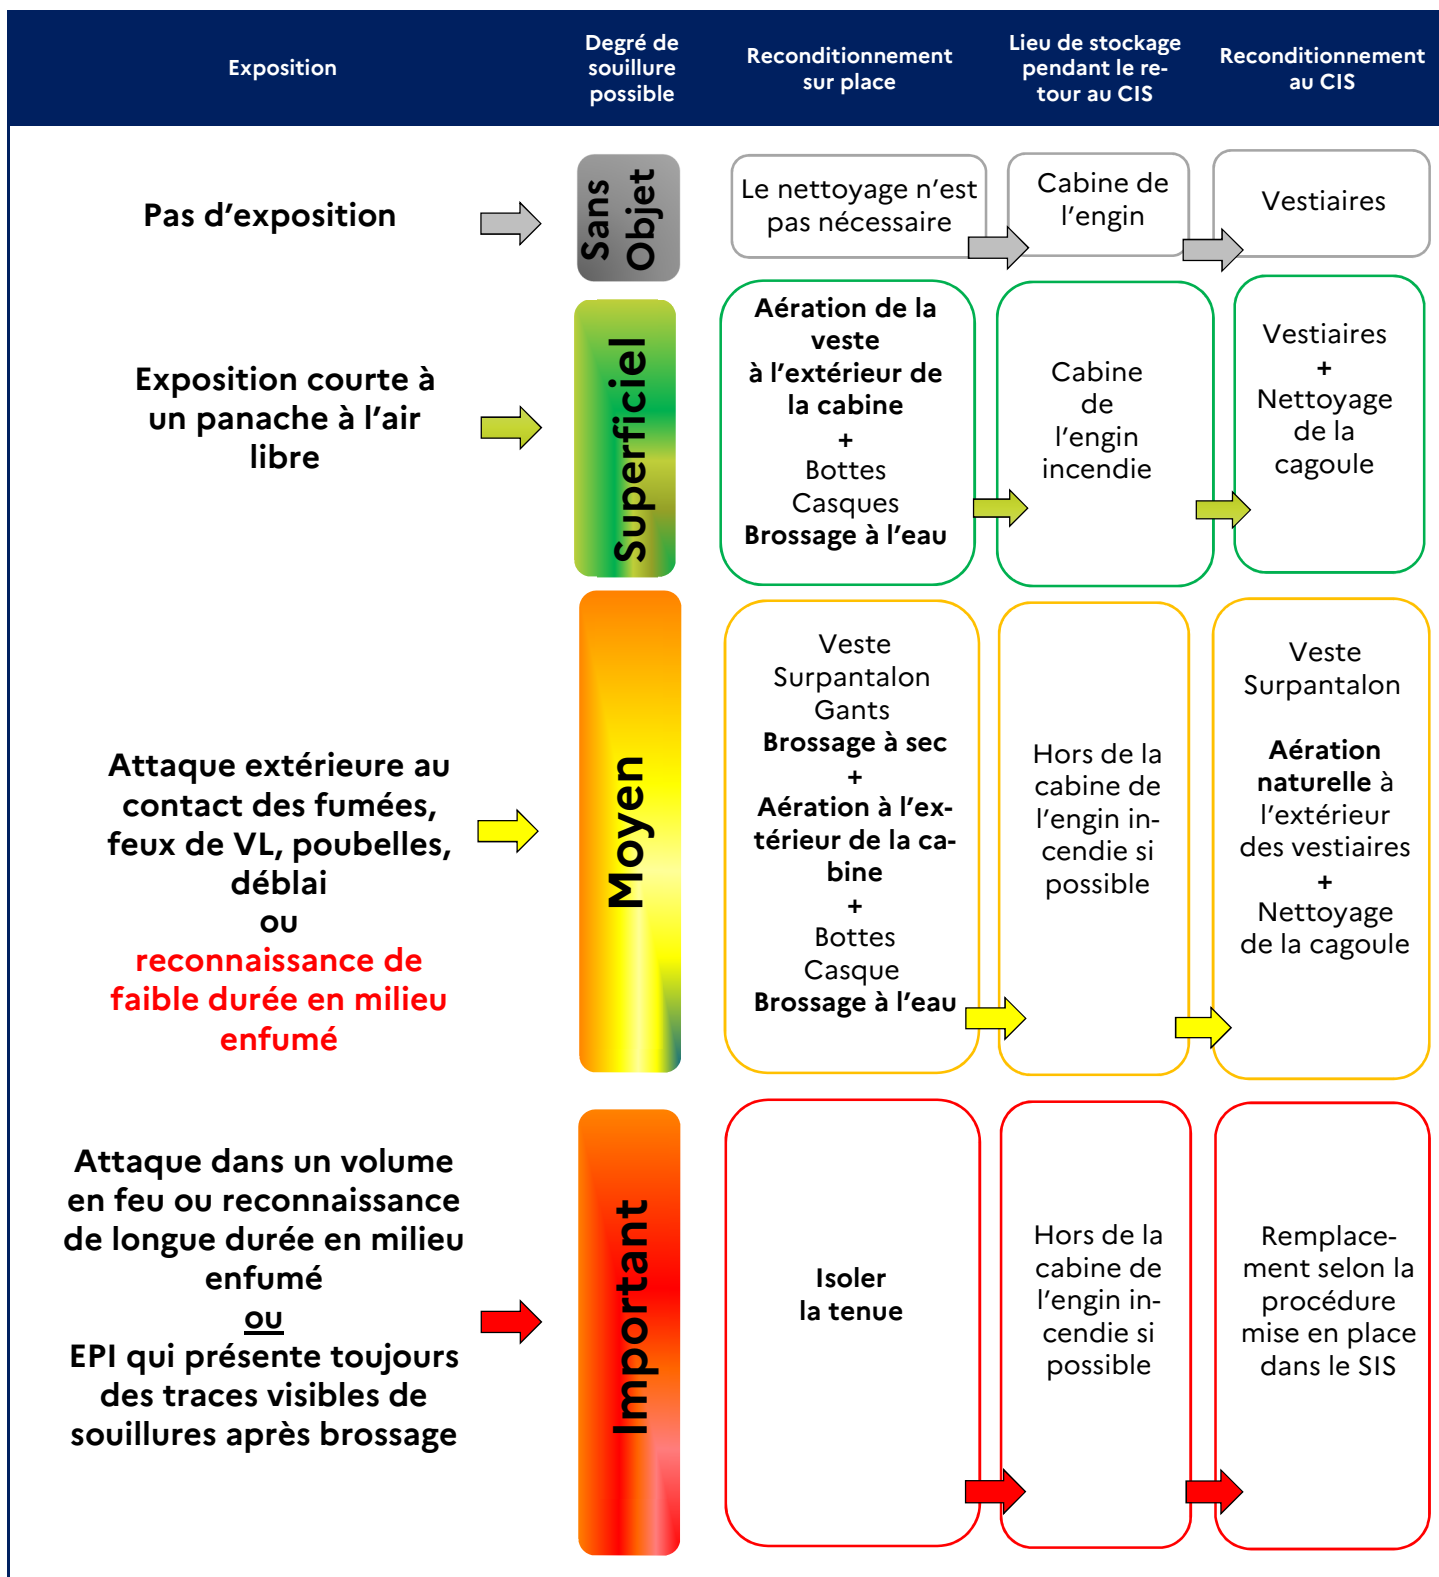 Exposition
Degré de
souillure
possible
Reconditionnement
sur place
Lieu de stockage
pendant le re-
tour au CIS
Reconditionnement
au CIS
Pas d’exposition
Sans
Objet
Le nettoyage n’est
pas nécessaire
Cabine de
l’engin
Vestiaires
Exposition courte à
un panache à l’air
libre
Superficiel
Aération de la
veste
à l’extérieur de
la cabine
+
Bottes
Casques
Brossage à l’eau
Cabine
de
l’engin
incendie
Vestiaires
+
Nettoyage
de la
cagoule
Attaque extérieure au
contact des fumées,
feux de VL, poubelles,
déblai
ou
reconnaissance de
faible durée en milieu
enfumé
Moyen
Veste
Surpantalon
Gants
Brossage à sec
+
Aération à l’ex-
térieur de la ca-
bine
+
Bottes
Casque
Brossage à l’eau
Hors de la
cabine de
l’engin in-
cendie si
possible
Veste
Surpantalon
Aération
naturelle à
l’extérieur
des vestiaires
+
Nettoyage
de la cagoule
Attaque dans un volume
en feu ou reconnaissance
de longue durée en milieu
enfumé
ou
EPI qui présente toujours
des traces visibles de
souillures après brossage
Important
Isoler
la tenue
Hors de la
cabine de
l’engin in-
cendie si
possible
Remplace-
ment selon la
procédure
mise en place
dans le SIS